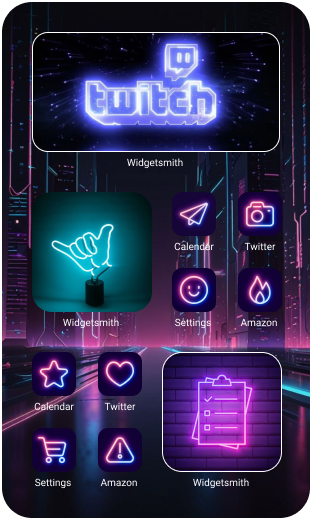 twitch
Widgetsmith
Calendar Twitter
Widgetsmith Settings Amazon
Calendar Twitter
Settings Amazon Widgetsmith